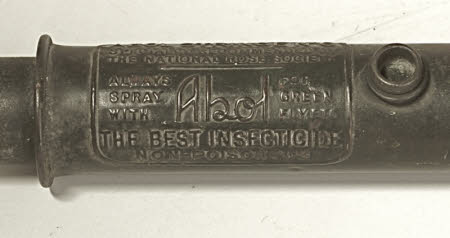 THE NATIONAL ROSE SOCIETY
ALWAYS SPRAY WITH
Abol
FOR GREEN
THE BEST INSECTICIDE
NON-POISONOUS